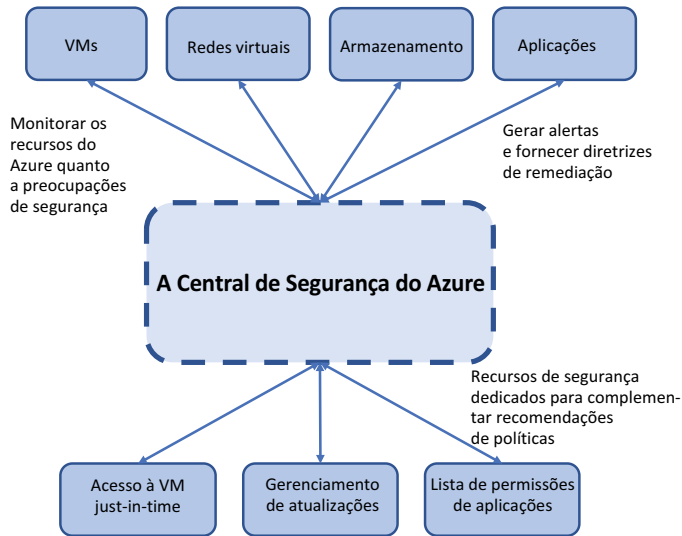 VMs
Redes virtuais
Armazenamento
Aplicações
Monitorar os
recursos do
Azure quanto
a preocupações
de segurança
Gerar alertas
e fornecer diretrizes
de remediação
A Central de Segurança do Azure
Recursos de segurança
dedicados para complemen-
tar recomendações
de políticas
Acesso à VM
just-in-time
Gerenciamento
de atualizações
Lista de permissões
de aplicações